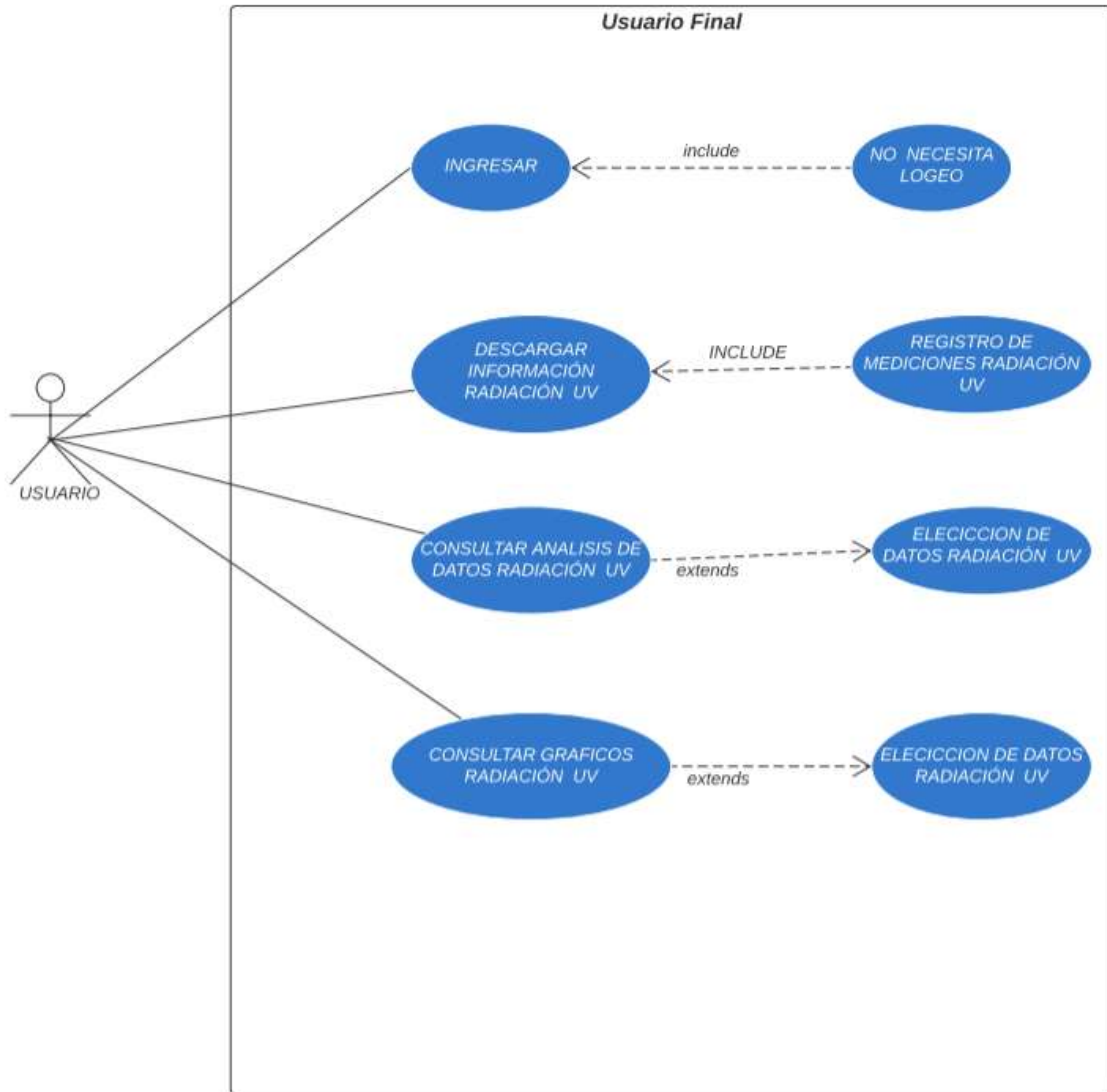 Usuario Final
INGRESAR
include
NO NECESITA
LOGEO
DESCARGAR
INFORMACIÓN
RADIACIÓN UV
INCLUDE
REGISTRO DE
MEDICIONES RADIACIÓN
UV
USUARIO
CONSULTAR ANALISIS DE
DATOS RADIACIÓN UV
extends
ELECICCION DE
DATOS RADIACIÓN UV
CONSULTAR GRAFICOS
RADIACIÓN UV
extends
ELECICCION DE DATOS
RADIACIÓN UV